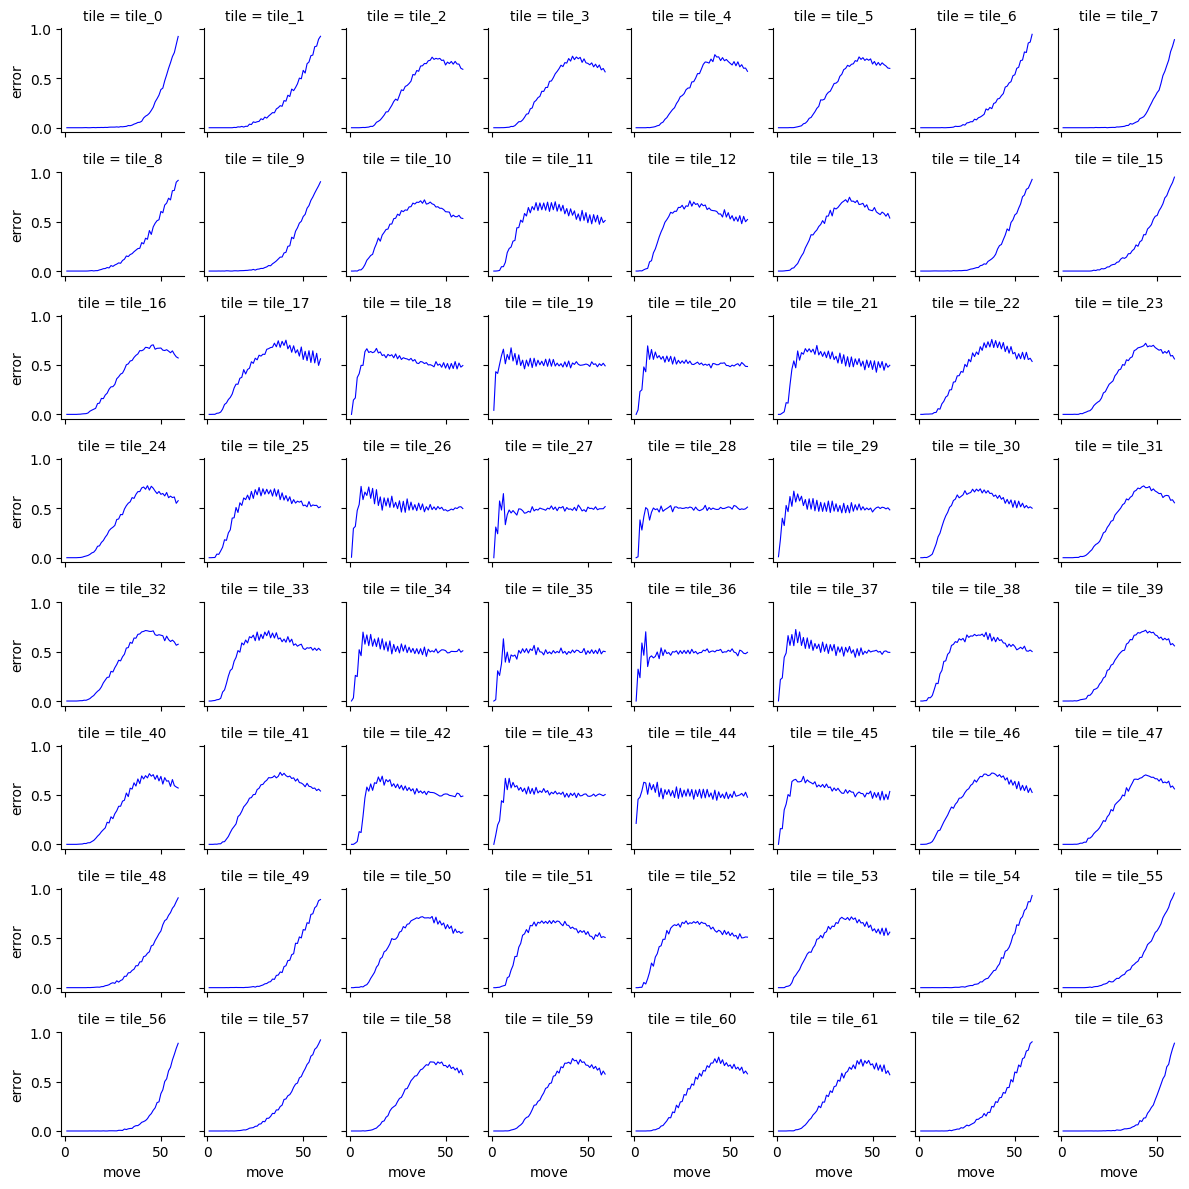 tile = tile_0 tile = tile_1 tile = tile_2 tile = tile_3 tile = tile_4 tile = tile_5 tile = tile_6 tile = tile_7
1.0
error
0.5
0.0
tile = tile_8 tile = tile_9 tile = tile_10 tile = tile_11 tile = tile_12 tile = tile_13 tile = tile_14 tile = tile_15
1.0
error
0.5
0.0
tile = tile_16 tile = tile_17 tile = tile_18 tile = tile_19 tile = tile_20 tile = tile_21 tile = tile_22 tile = tile_23
1.0
error
0.5
0.0
tile = tile_24 tile = tile_25 tile = tile_26 tile = tile_27 tile = tile_28 tile = tile_29 tile = tile_30 tile = tile_31
1.0
error
0.5
0.0
tile = tile_32 tile = tile_33 tile = tile_34 tile = tile_35 tile = tile_36 tile = tile_37 tile = tile_38 tile = tile_39
1.0
error
0.5
0.0
tile = tile_40 tile = tile_41 tile = tile_42 tile = tile_43 tile = tile_44 tile = tile_45 tile = tile_46 tile = tile_47
1.0
error
0.5
0.0
tile = tile_48 tile = tile_49 tile = tile_50 tile = tile_51 tile = tile_52 tile = tile_53 tile = tile_54 tile = tile_55
1.0
error
0.5
0.0
tile = tile_56 tile = tile_57 tile = tile_58 tile = tile_59 tile = tile_60 tile = tile_61 tile = tile_62 tile = tile_63
1.0
error
0.5
0.0
0 50 0 50 0 50 0 50 0 50 0 50 0 50 0 50
move move move move move move move move